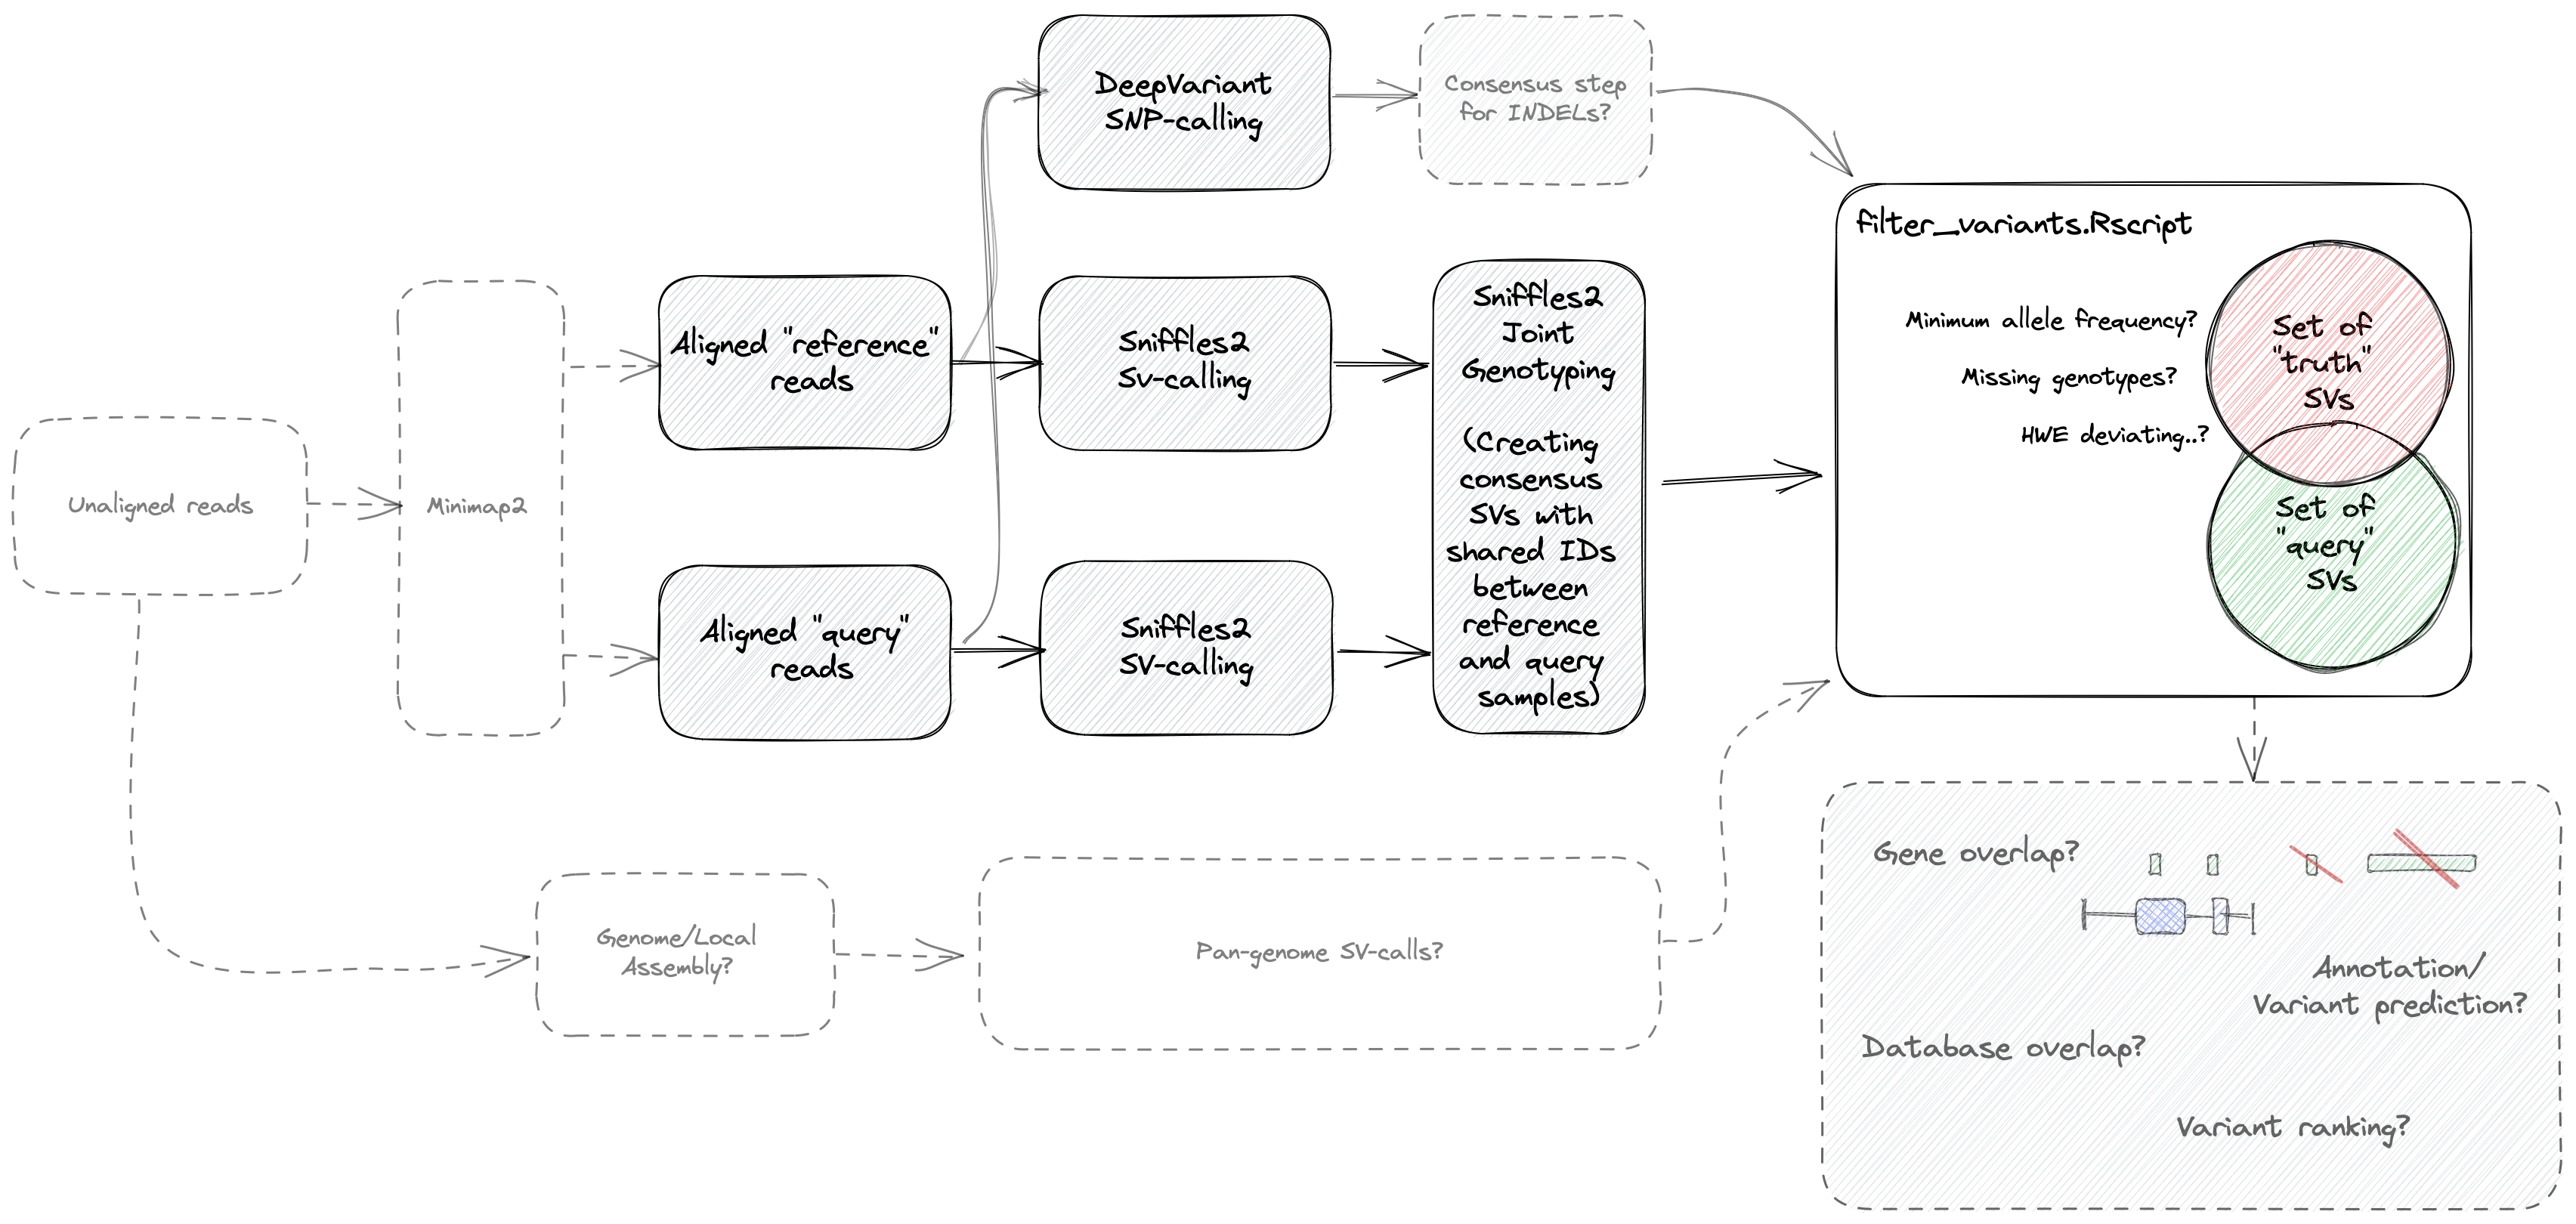 DeepVariant
SNP-calling
Consensus step
for INDELs?
filter_variants.Rscript
Minimum allele frequency?
Missing genotypes?
HWE deviating..?
Set of
"truth"
SVs
Set of
"query"
SVs
Unaligned reads
Minimap2
Aligned "reference"
reads
Sniffles2
SV-calling
Aligned "query"
reads
Sniffles2
SV-calling
Sniffles2
Joint
Genotyping
(Creating
consensus
SVs with
shared IDs
between
reference
and query
samples)
Genome/Local
Assembly?
Pan-genome SV-calls?
Gene overlap?
Annotation/
Variant prediction?
Database overlap?
Variant ranking?